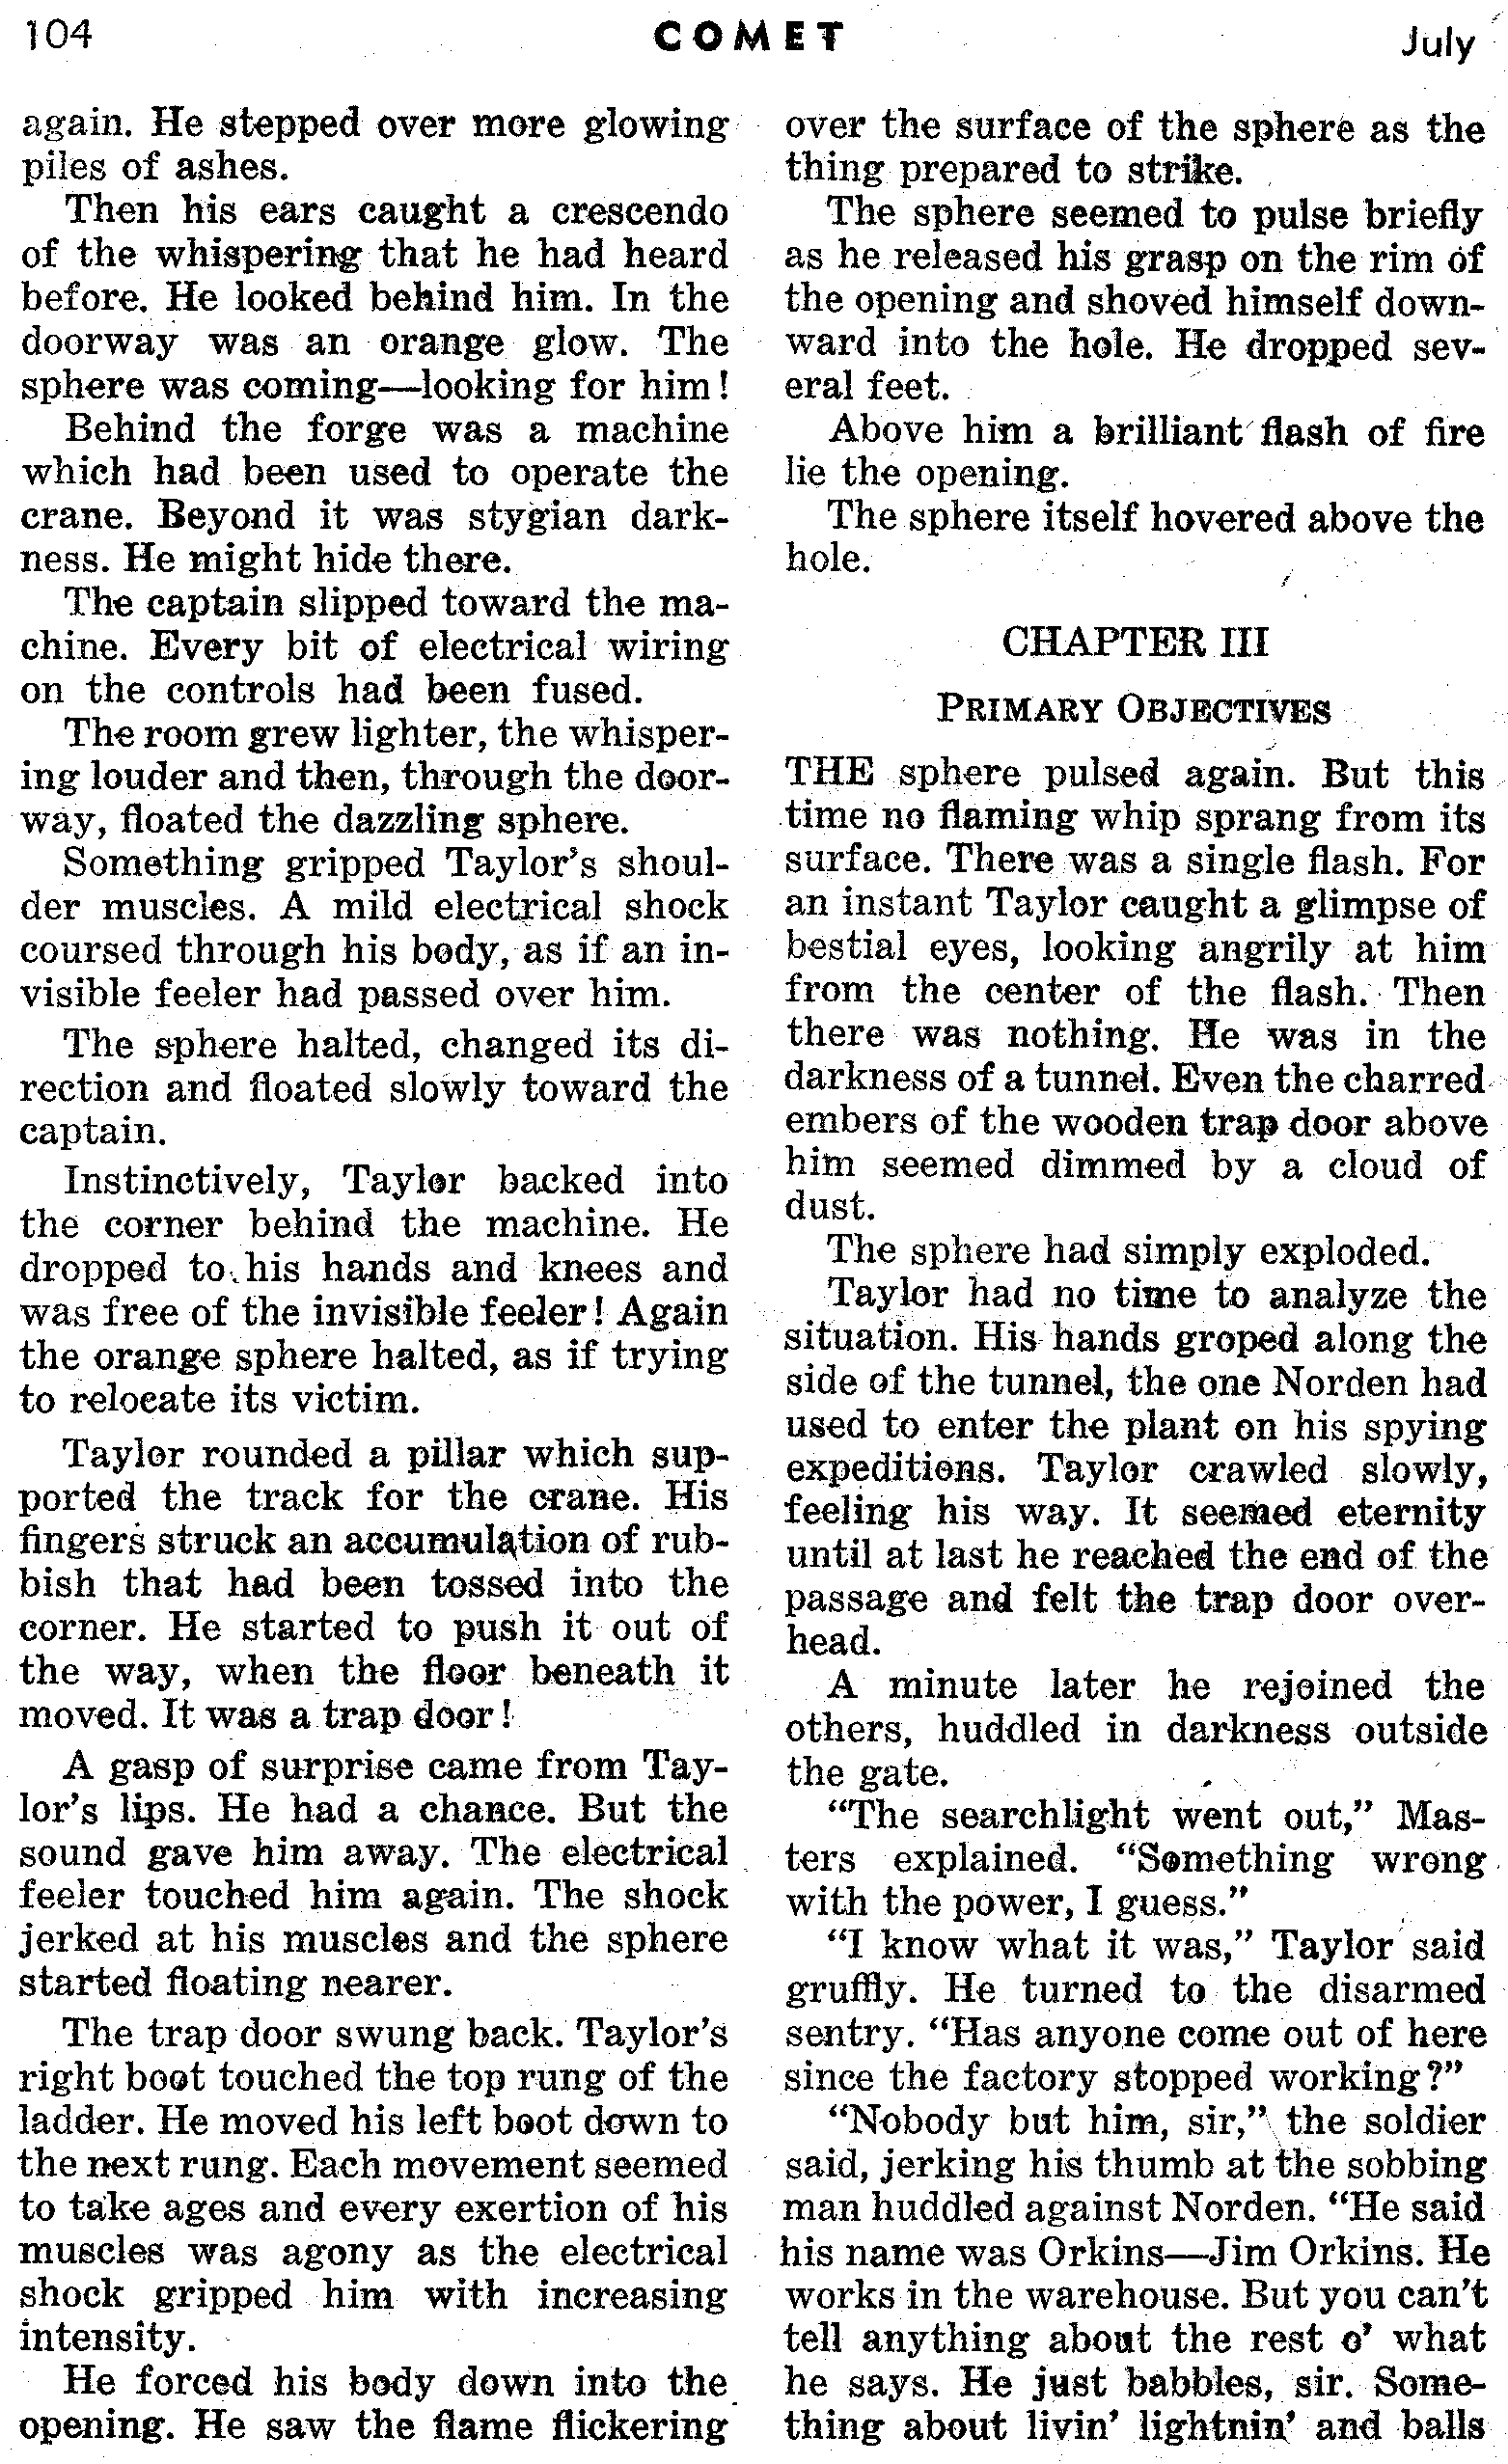 104
COMET
July
again. He stepped over more glowing
piles of ashes.
Then his ears caught a crescendo
of the whispering that he had heard
before. He looked behind him. In the
doorway was an orange glow. The
sphere was coming—looking for him!
Behind the forge was a machine
which had been used to operate the
crane. Beyond it was stygian dark-
ness. He might hide there.
The captain slipped toward the ma-
chine. Every bit of electrical wiring
on the controls had been fused.
The room grew lighter, the whisper-
ing louder and then, through the door-
way, floated the dazzling sphere.
Something gripped Taylor's shoul-
der muscles. A mild electrical shock
coursed through his body, as if an in-
visible feeler had passed over him.
The sphere halted, changed its di-
rection and floated slowly toward the
captain.
Instinctively, Taylor backed into
the corner behind the machine. He
dropped to his hands and knees and
was free of the invisible feeler! Again
the orange sphere halted, as if trying
to relocate its victim.
Taylor rounded a pillar which sup-
ported the track for the crane. His
fingers struck an accumulation of rub-
bish that had been tossed into the
corner. He started to push it out of
the way, when the floor beneath it
moved. It was a trap door!
A gasp of surprise came from Tay-
lor's lips. He had a chance. But the
sound gave him away. The electrical
feeler touched him again. The shock
jerked at his muscles and the sphere
started floating nearer.
The trap door swung back. Taylor's
right boot touched the top rung of the
ladder. He moved his left boot down to
the next rung. Each movement seemed
to take ages and every exertion of his
muscles was agony as the electrical
shock gripped him with increasing
intensity.
He forced his body down into the
opening. He saw the flame flickering
over the surface of the sphere as the
thing prepared to strike.
The sphere seemed to pulse briefly
as he released his grasp on the rim of
the opening and shoved himself down-
ward into the hole. He dropped sev-
eral feet.
Above him a brilliant flash of fire
lie the opening.
The sphere itself hovered above the
hole.
CHAPTER III
PRIMARY OBJECTIVES
THE sphere pulsed again. But this
time no flaming whip sprang from its
surface. There was a single flash. For
an instant Taylor caught a glimpse of
bestial eyes, looking angrily at him
from the center of the flash. Then
there was nothing. He was in the
darkness of a tunnel. Even the charred
embers of the wooden trap door above
him seemed dimmed by a cloud of
dust.
The sphere had simply exploded.
Taylor had no time to analyze the
situation. His hands groped along the
side of the tunnel, the one Norden had
used to enter the plant on his spying
expeditions. Taylor crawled slowly,
feeling his way. It seemed eternity
until at last he reached the end of the
passage and felt the trap door over-
head.
A minute later he rejoined the
others, huddled in darkness outside
the gate.
"The searchlight went out," Mas-
ters explained. "Something wrong
with the power, I guess."
"I know what it was," Taylor said
gruffly. He turned to the disarmed
sentry. "Has anyone come out of here
since the factory stopped working?"
"Nobody but him, sir," the soldier
said, jerking his thumb at the sobbing
man huddled against Norden. "He said
his name was Orkins—Jim Orkins. He
works in the warehouse. But you can't
tell anything about the rest o' what
he says. He just babbles, sir. Some-
thing about livin' lightnin' and balls